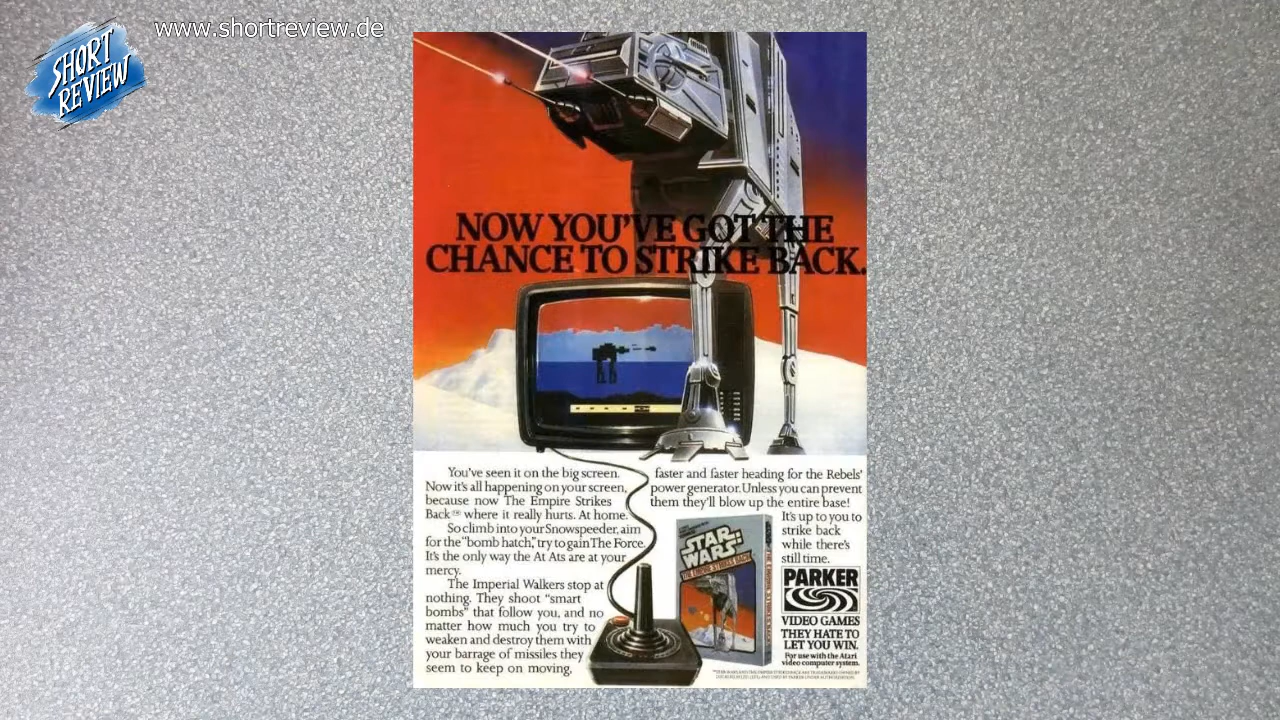 www.shortreview.de
SHORT
REVIEW
NOW YOU'VE GOT THE
CHANCE TO STRIKE BACK.
You've seen it on the big screen.
Now it's all happening on your screen,
because now The Empire Strikes
Back™ where it really hurts. At home.
So climb into your Snowspeeder, aim
for the "bomb hatch," try to gain The Force.
It's the only way the At Ats are at your
mercy.
The Imperial Walkers stop at
nothing. They shoot "smart
bombs" that follow you, and no
matter how much you try to
weaken and destroy them with
your barrage of missiles they
seem to keep on moving,
faster and faster heading for the Rebels'
power generator. Unless you can prevent
them they'll blow up the entire base!
It's up to you to
strike back
while there's
still time.
STAR
WARS:
THE EMPIRE STRIKES BACK
PARKER
VIDEO GAMES
THEY HATE TO
LET YOU WIN.
For use with the Atari
video computer system.